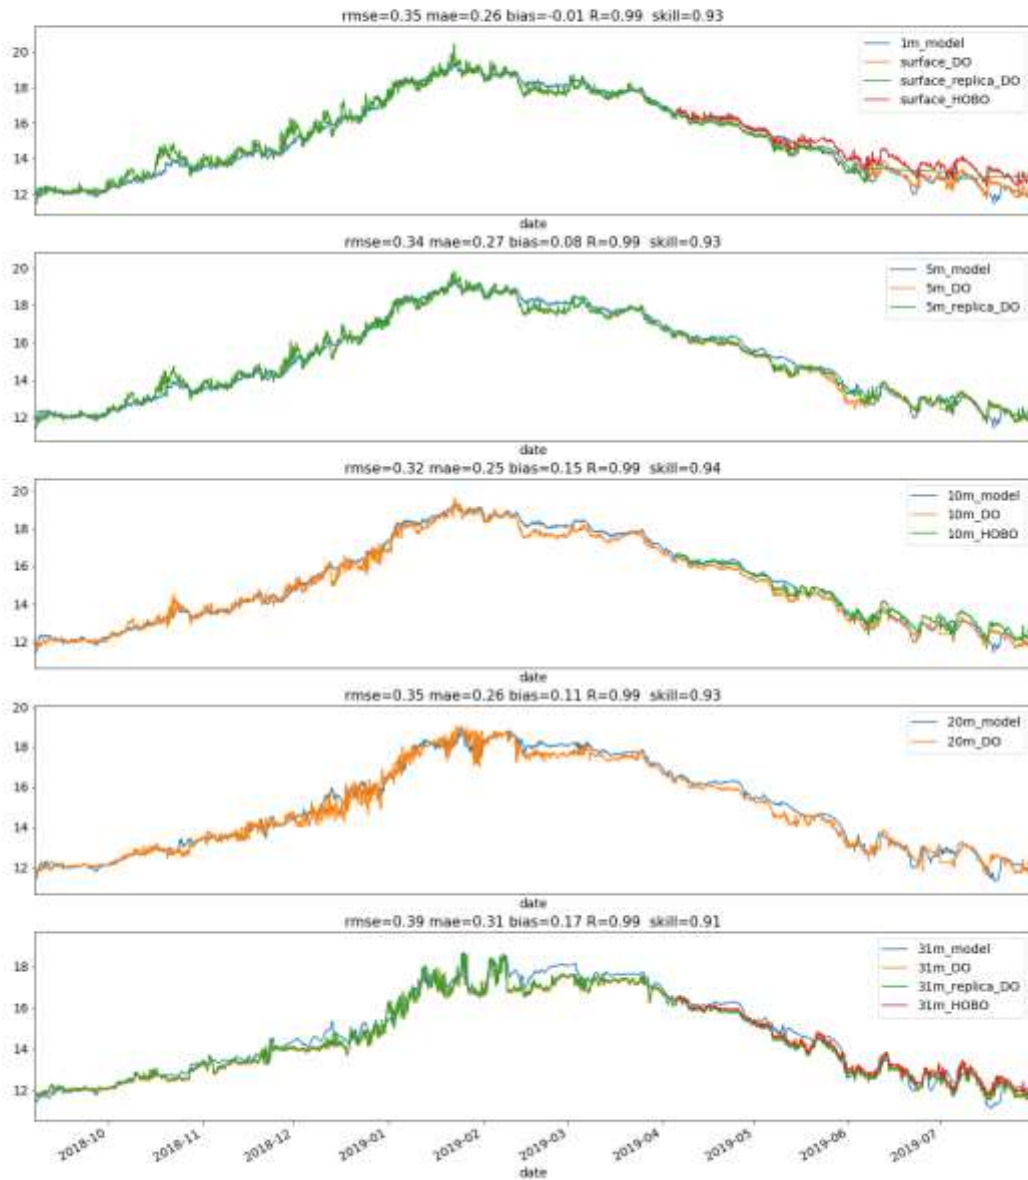 rmse=0.35 mae=0.26 bias=-0.01 R=0.99 skill=0.93
20
18
16
14
12
1m_model
surface_DO
surface_replica_DO
surface_HOBO
date
rmse=0.34 mae=0.27 bias=0.08 R=0.99 skill=0.93
20
18
16
14
12
5m_model
5m_DO
5m_replica_DO
date
rmse=0.32 mae=0.25 bias=0.15 R=0.99 skill=0.94
20
18
16
14
12
10m_model
10m_DO
10m_HOBO
date
rmse=0.35 mae=0.26 bias=0.11 R=0.99 skill=0.93
20
18
16
14
12
20m_model
20m_DO
date
rmse=0.39 mae=0.31 bias=0.17 R=0.99 skill=0.91
18
16
14
12
31m_model
31m_DO
31m_replica_DO
31m_HOBO
2018-10
2018-11
2018-12
2019-01
2019-02
2019-03
2019-04
2019-05
2019-06
2019-07
date